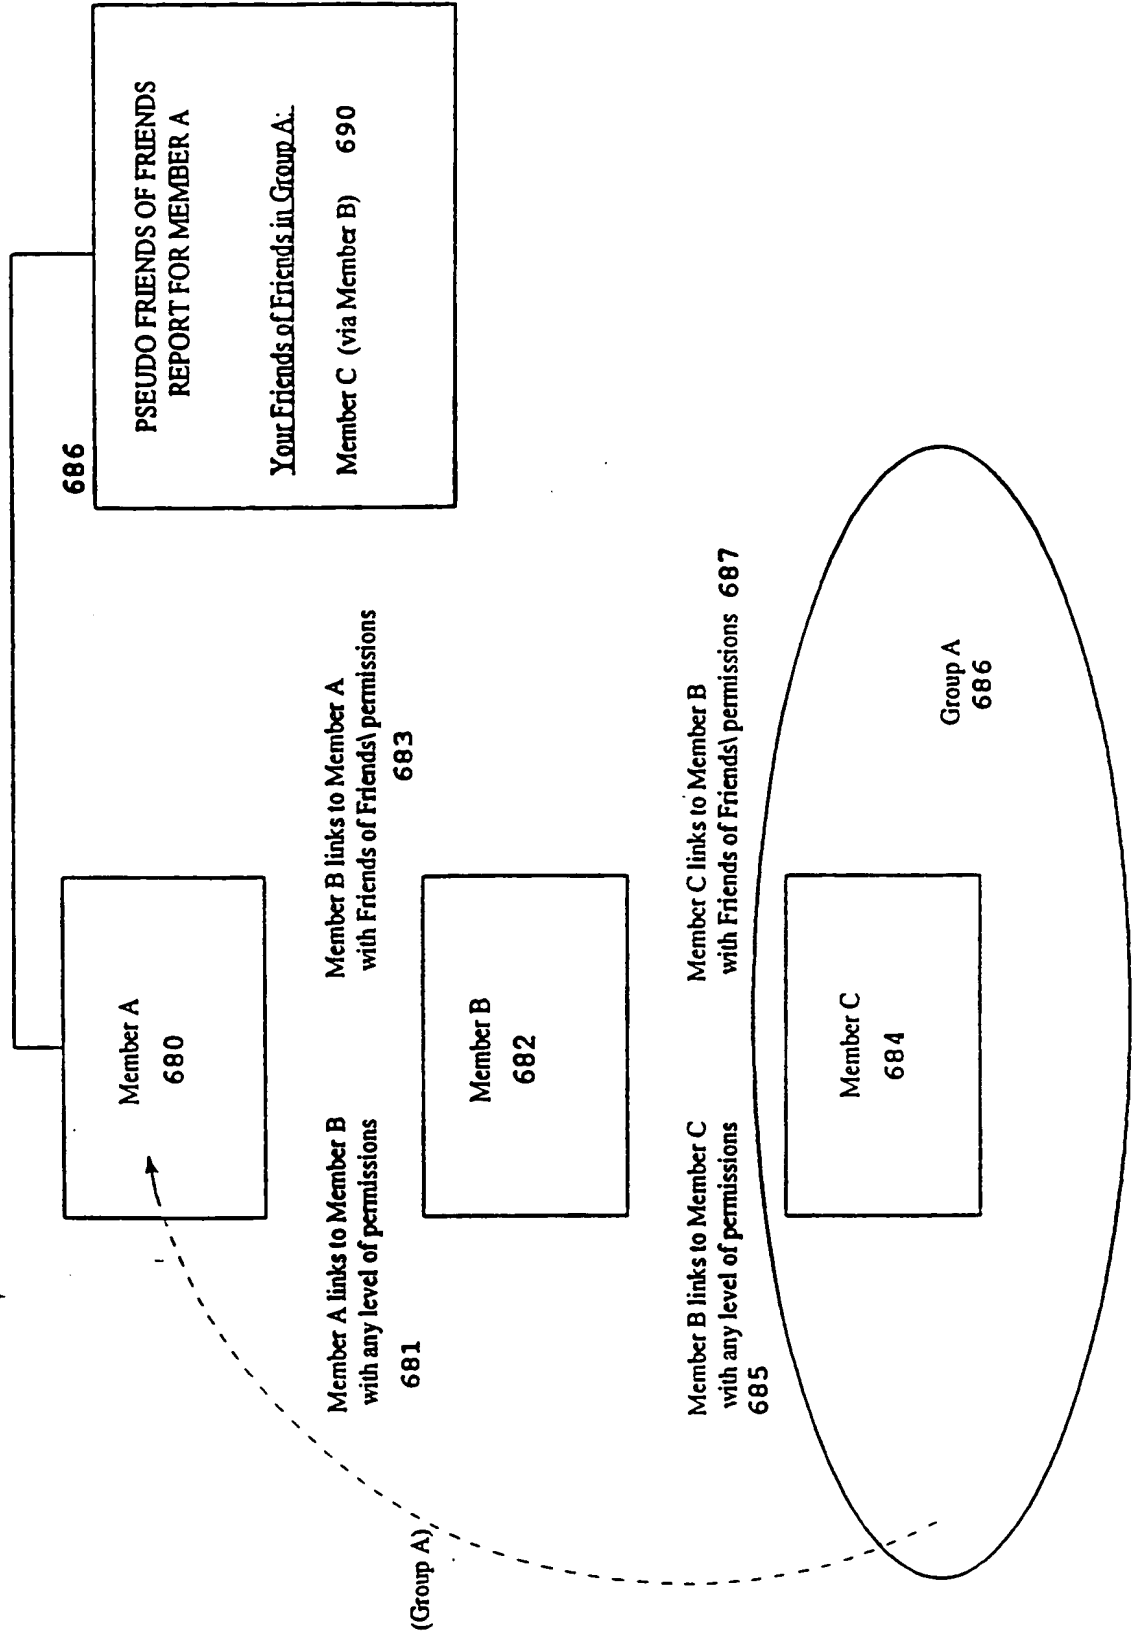 PSEUDO FRIENDS OF FRIENDS
REPORT FOR MEMBER A
Your Friends of Friends in Group A:
Member C (via Member B) 690
686
Member A
680
Member A links to Member B
with any level of permissions
681
Member B links to Member A
with Friends of Friends\ permissions
683
(Group A)
Member B
682
Member B links to Member C
with any level of permissions
685
Member C links to Member B
with Friends of Friends\ permissions 687
Member C
684
Group A
686